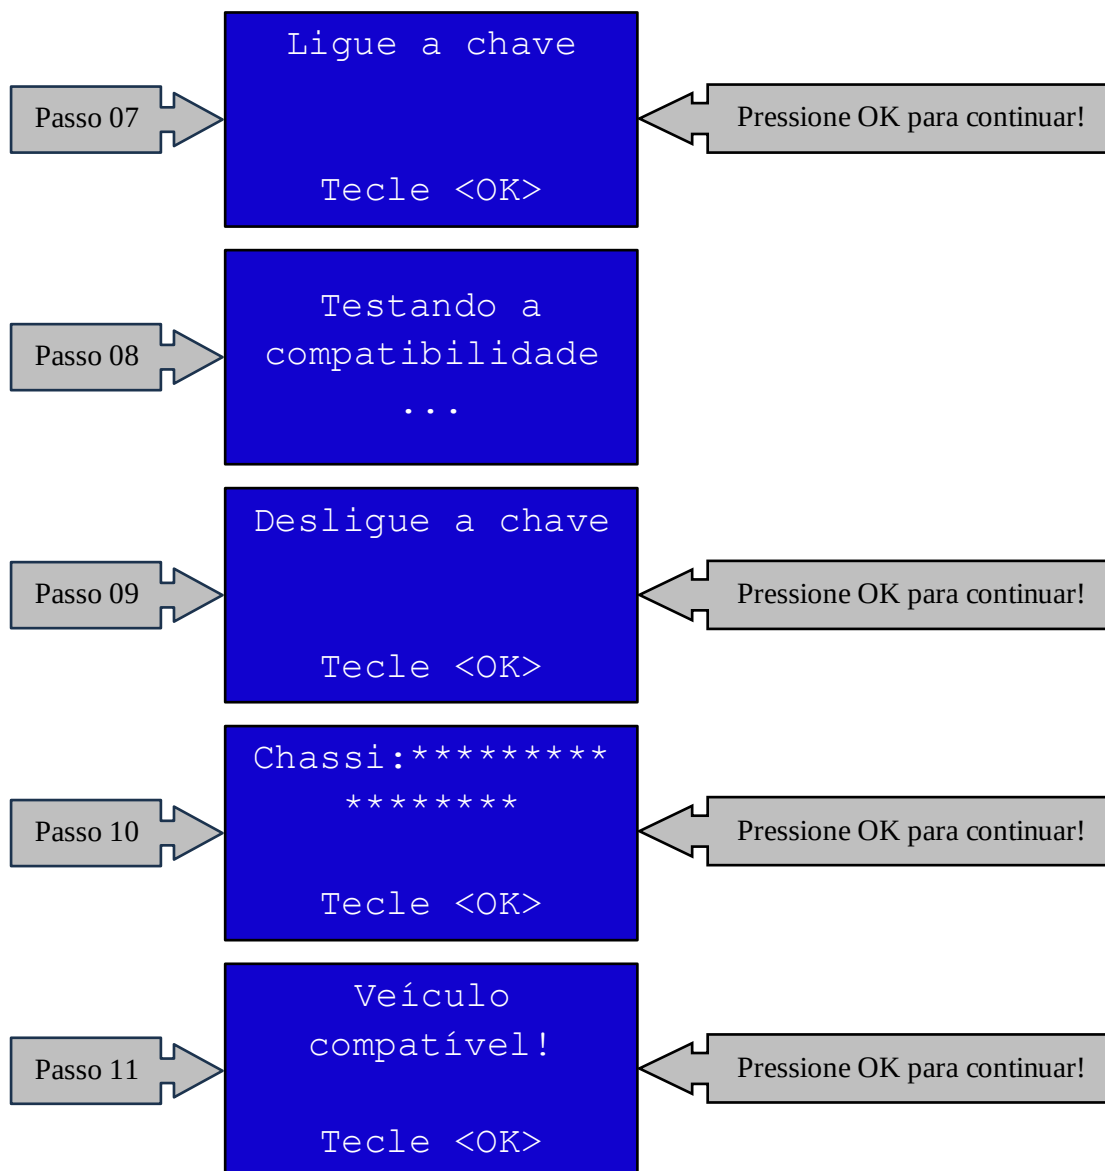 Passo 07
Ligue a chave
Tecle <OK>
Pressione OK para continuar!
Passo 08
Testando a
compatibilidade
...
Passo 09
Desligue a chave
Tecle <OK>
Pressione OK para continuar!
Passo 10
Chassi:*********
********
Tecle <OK>
Pressione OK para continuar!
Passo 11
Veículo
compatível!
Tecle <OK>
Pressione OK para continuar!